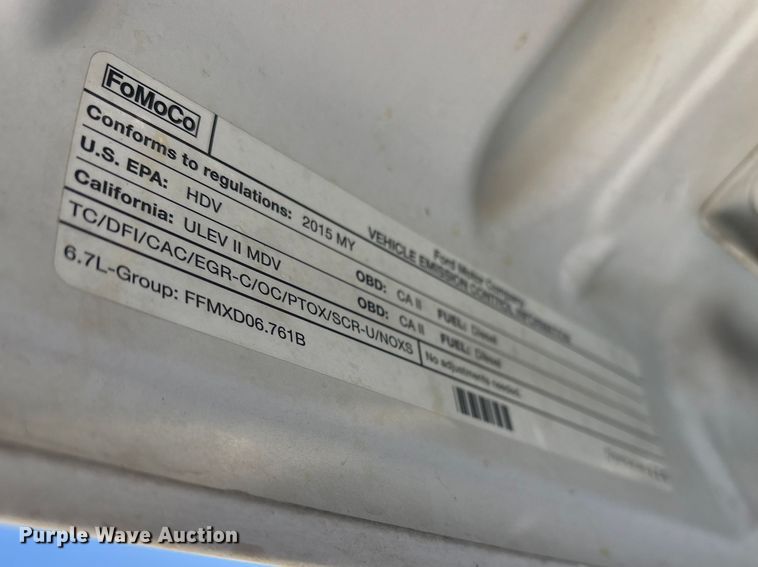 FoMoCo
Ford Motor Company
VEHICLE EMISSION CONTROL INFORMATION
Conforms to regulations: 2015 MY
U.S. EPA: HDV OBD: CA II FUEL: Diesel
California: ULEV II MDV OBD: CA II FUEL: Diesel
TC/DFI/CAC/EGR-C/OC/PTOX/SCR-U/NOXS No adjustments needed.
6.7L-Group: FFMXD06.761B
Purple Wave Auction